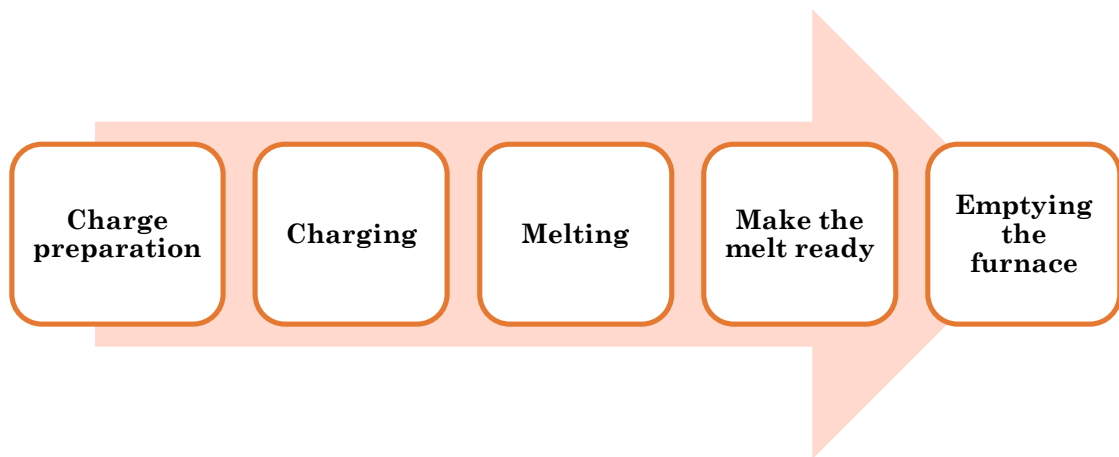 Charge
preparation
Charging
Melting
Make the
melt ready
Emptying
the
furnace